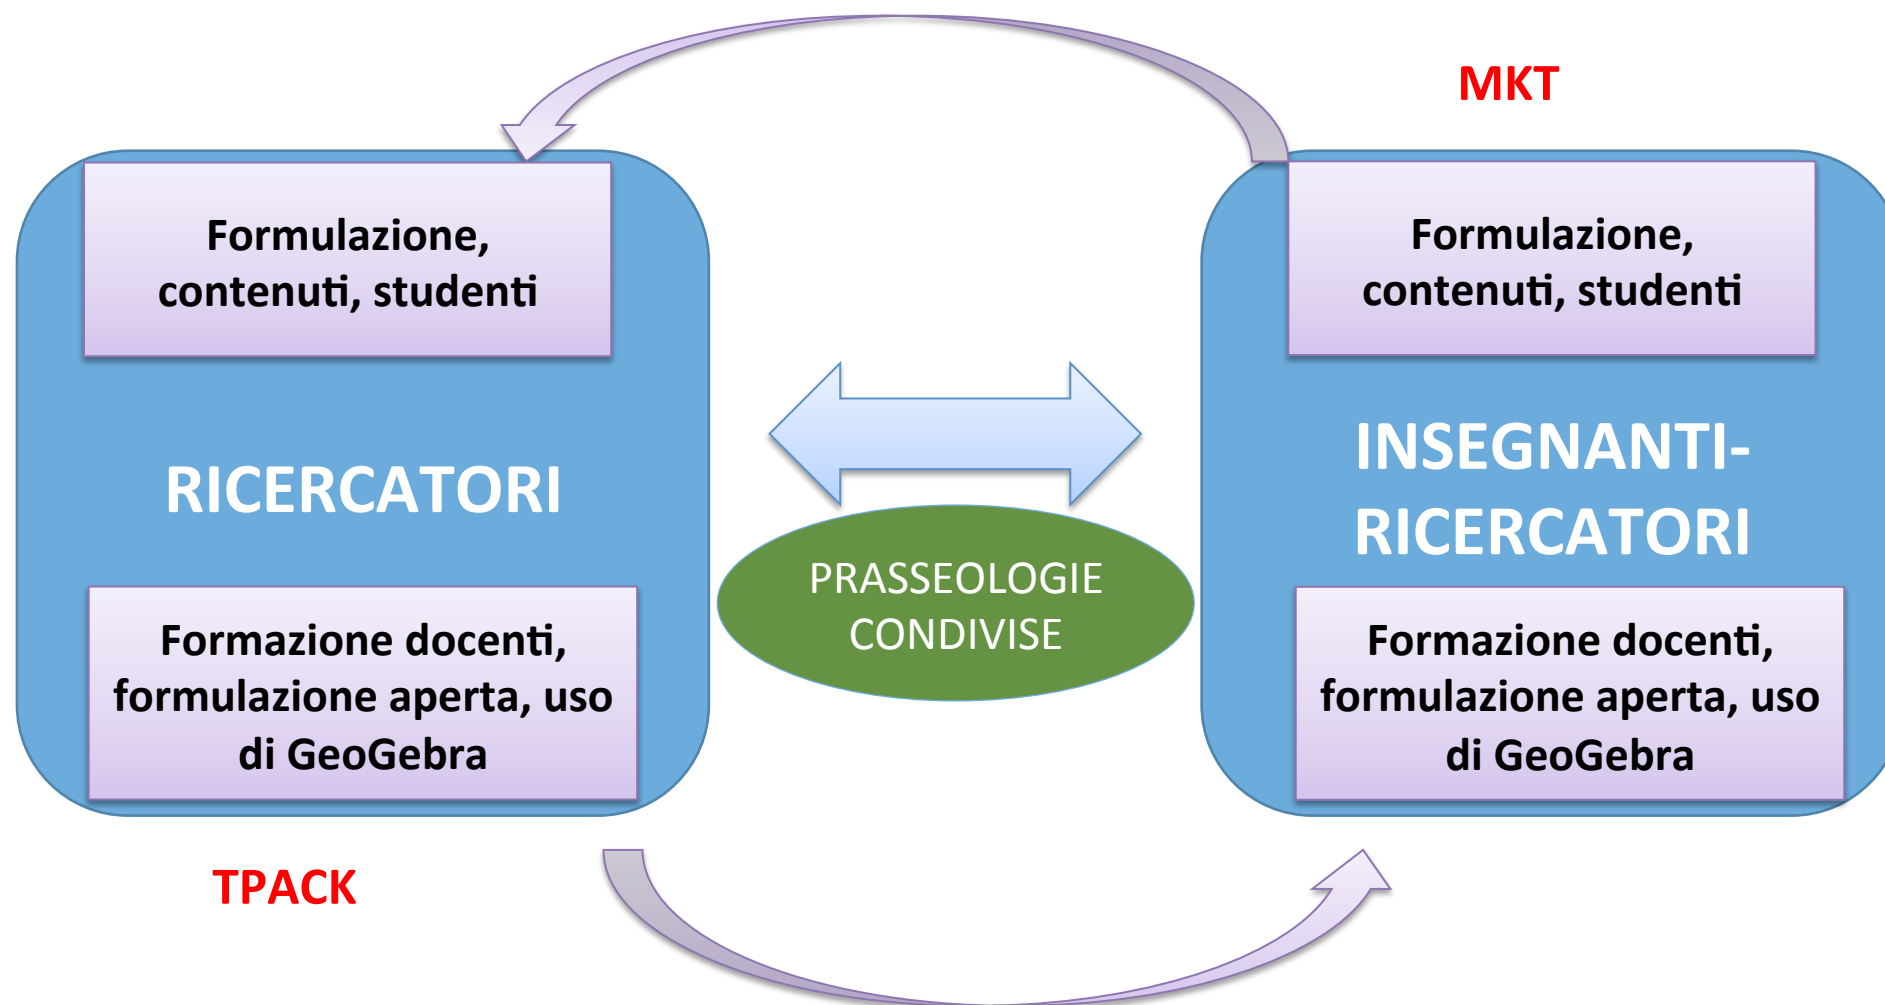 MKT
Formulazione,
contenuti, studenti
RICERCATORI
Formazione docenti,
formulazione aperta, uso
di GeoGebra
TPACK
PRASSEOLOGIE
CONDIVISE
Formulazione,
contenuti, studenti
INSEGNANTI-
RICERCATORI
Formazione docenti,
formulazione aperta, uso
di GeoGebra